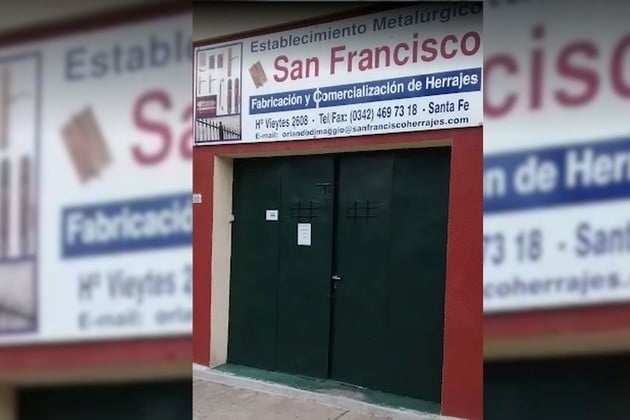 Establecimiento Metalúrgico
San Francisco
Fabricación y Comercialización de Herrajes
Hº Vieytes 2608 - Tel/Fax: (0342) 469 73 18 - Santa Fe
E-mail: orlandodimaggio@sanfranciscoherrajes.com